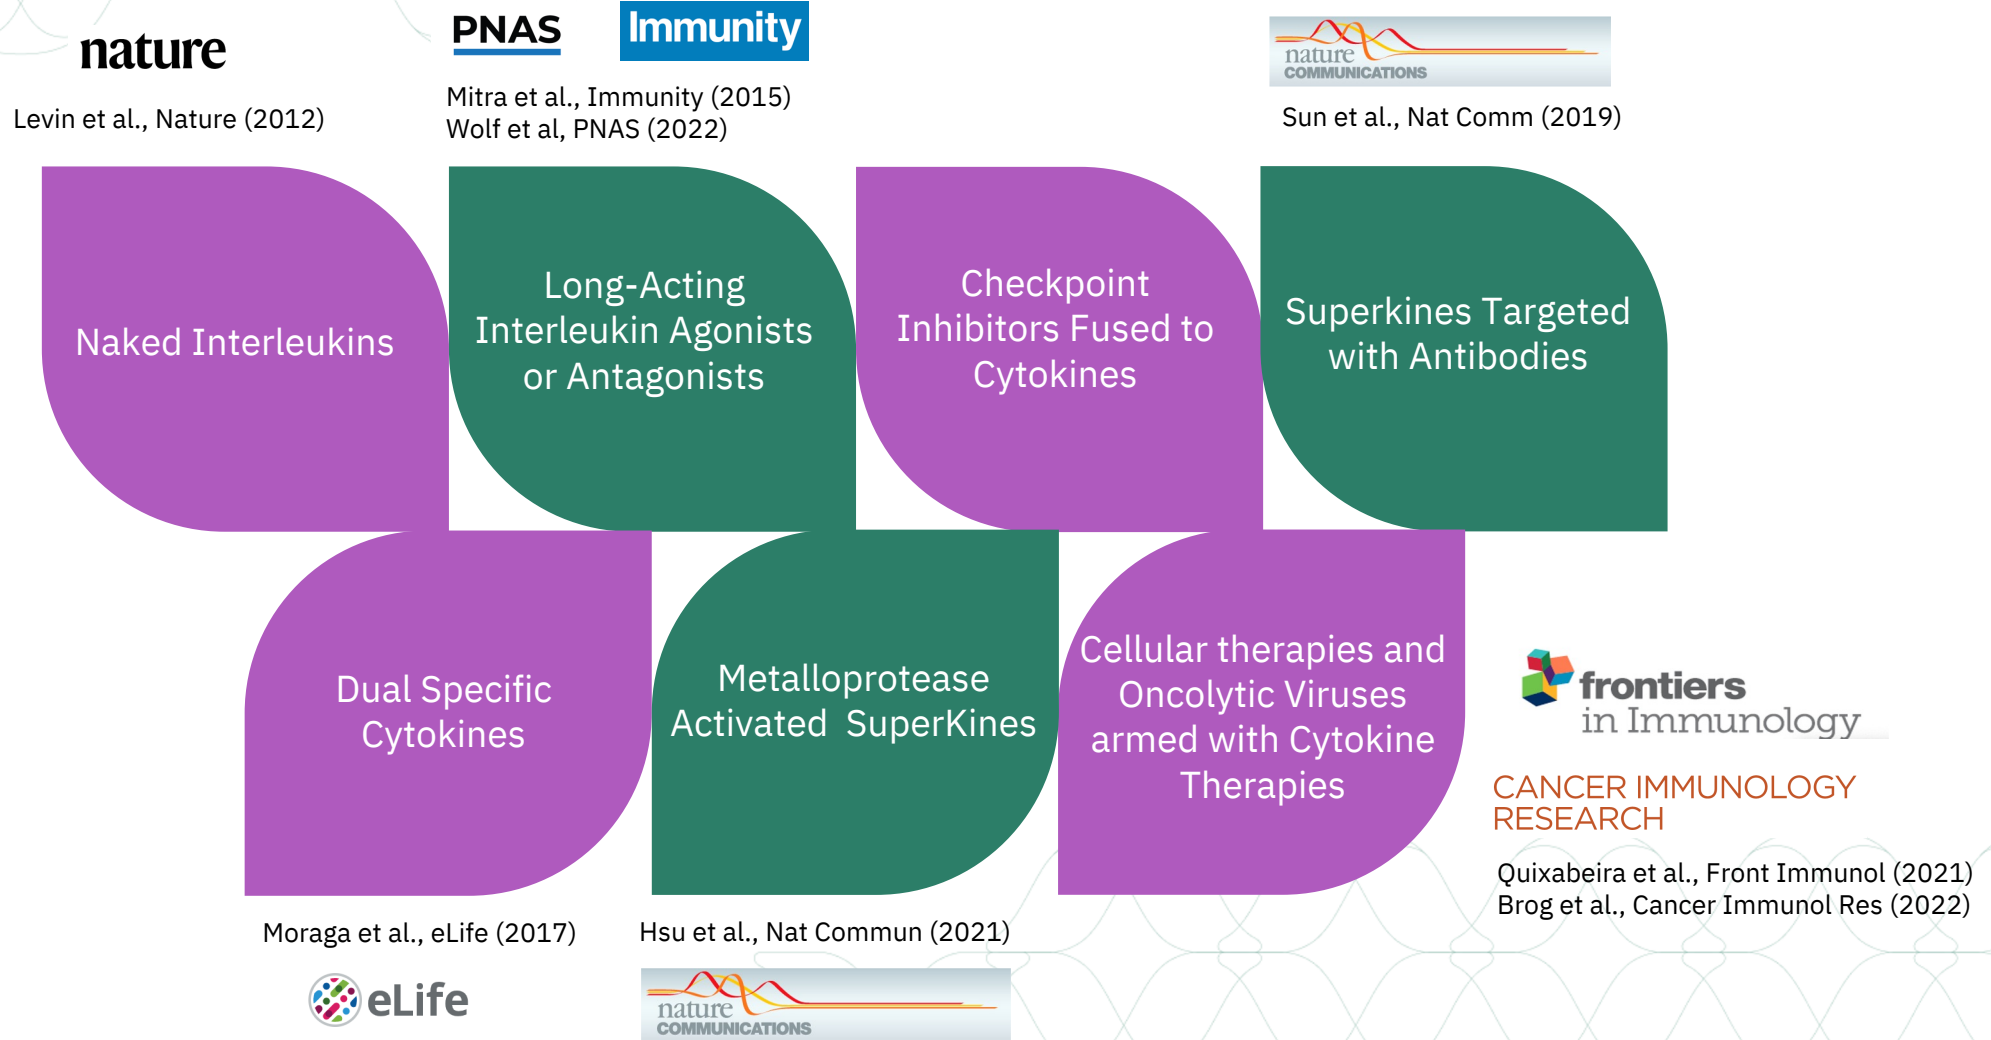 nature
Levin et al., Nature (2012)
PNAS
Immunity
Mitra et al., Immunity (2015)
Wolf et al, PNAS (2022)
nature
COMMUNICATIONS
Sun et al., Nat Comm (2019)
Naked Interleukins
Long-Acting
Interleukin Agonists
or Antagonists
Checkpoint
Inhibitors Fused to
Cytokines
Superkines Targeted
with Antibodies
Dual Specific
Cytokines
Metalloprotease
Activated  SuperKines
Cellular therapies and
Oncolytic Viruses
armed with Cytokine
Therapies
frontiers
in Immunology
CANCER IMMUNOLOGY
RESEARCH
Quixabeira et al., Front Immunol (2021)
Brog et al., Cancer Immunol Res (2022)
Moraga et al., eLife (2017)
eLife
Hsu et al., Nat Commun (2021)
nature
COMMUNICATIONS